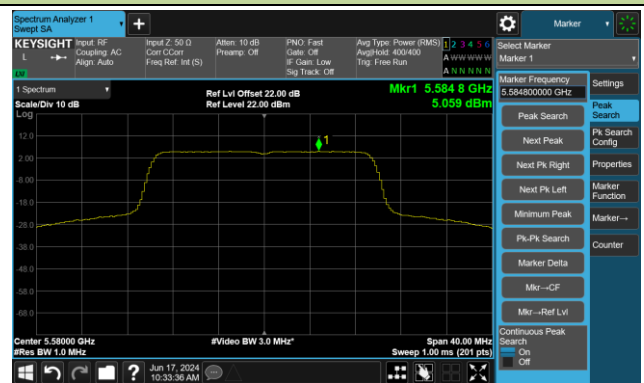 Spectrum Analyzer 1
Swept SA
+
Marker
KEYSIGHT
L
LXI
Input: RF
Coupling: AC
Align: Auto
Input Z: 50 Ω
Corr CCorr
Freq Ref: Int (S)
Atten: 10 dB
Preamp: Off
PNO: Fast
Gate: Off
IF Gain: Low
Sig Track: Off
Avg Type: Power (RMS)
Avg|Hold: 400/400
Trig: Free Run
1 2 3 4 5 6
A W W W W W
A N N N N N
Select Marker
Marker 1
1 Spectrum
Scale/Div 10 dB
Log
Ref Lvl Offset 22.00 dB
Ref Level 22.00 dBm
Mkr1 5.584 8 GHz
5.059 dBm
1
12.0
2.00
-8.00
-18.0
-28.0
-38.0
-48.0
-58.0
-68.0
Center 5.58000 GHz
#Res BW 1.0 MHz
#Video BW 3.0 MHz*
Span 40.00 MHz
Sweep 1.00 ms (201 pts)
Marker Frequency
5.584800000 GHz
Peak Search
Next Peak
Next Pk Right
Next Pk Left
Minimum Peak
Pk-Pk Search
Marker Delta
Mkr→CF
Mkr→Ref Lvl
Continuous Peak
Search
On
Off
Settings
Peak
Search
Pk Search
Config
Properties
Marker
Function
Marker→
Counter
?
Jun 17, 2024
10:33:36 AM